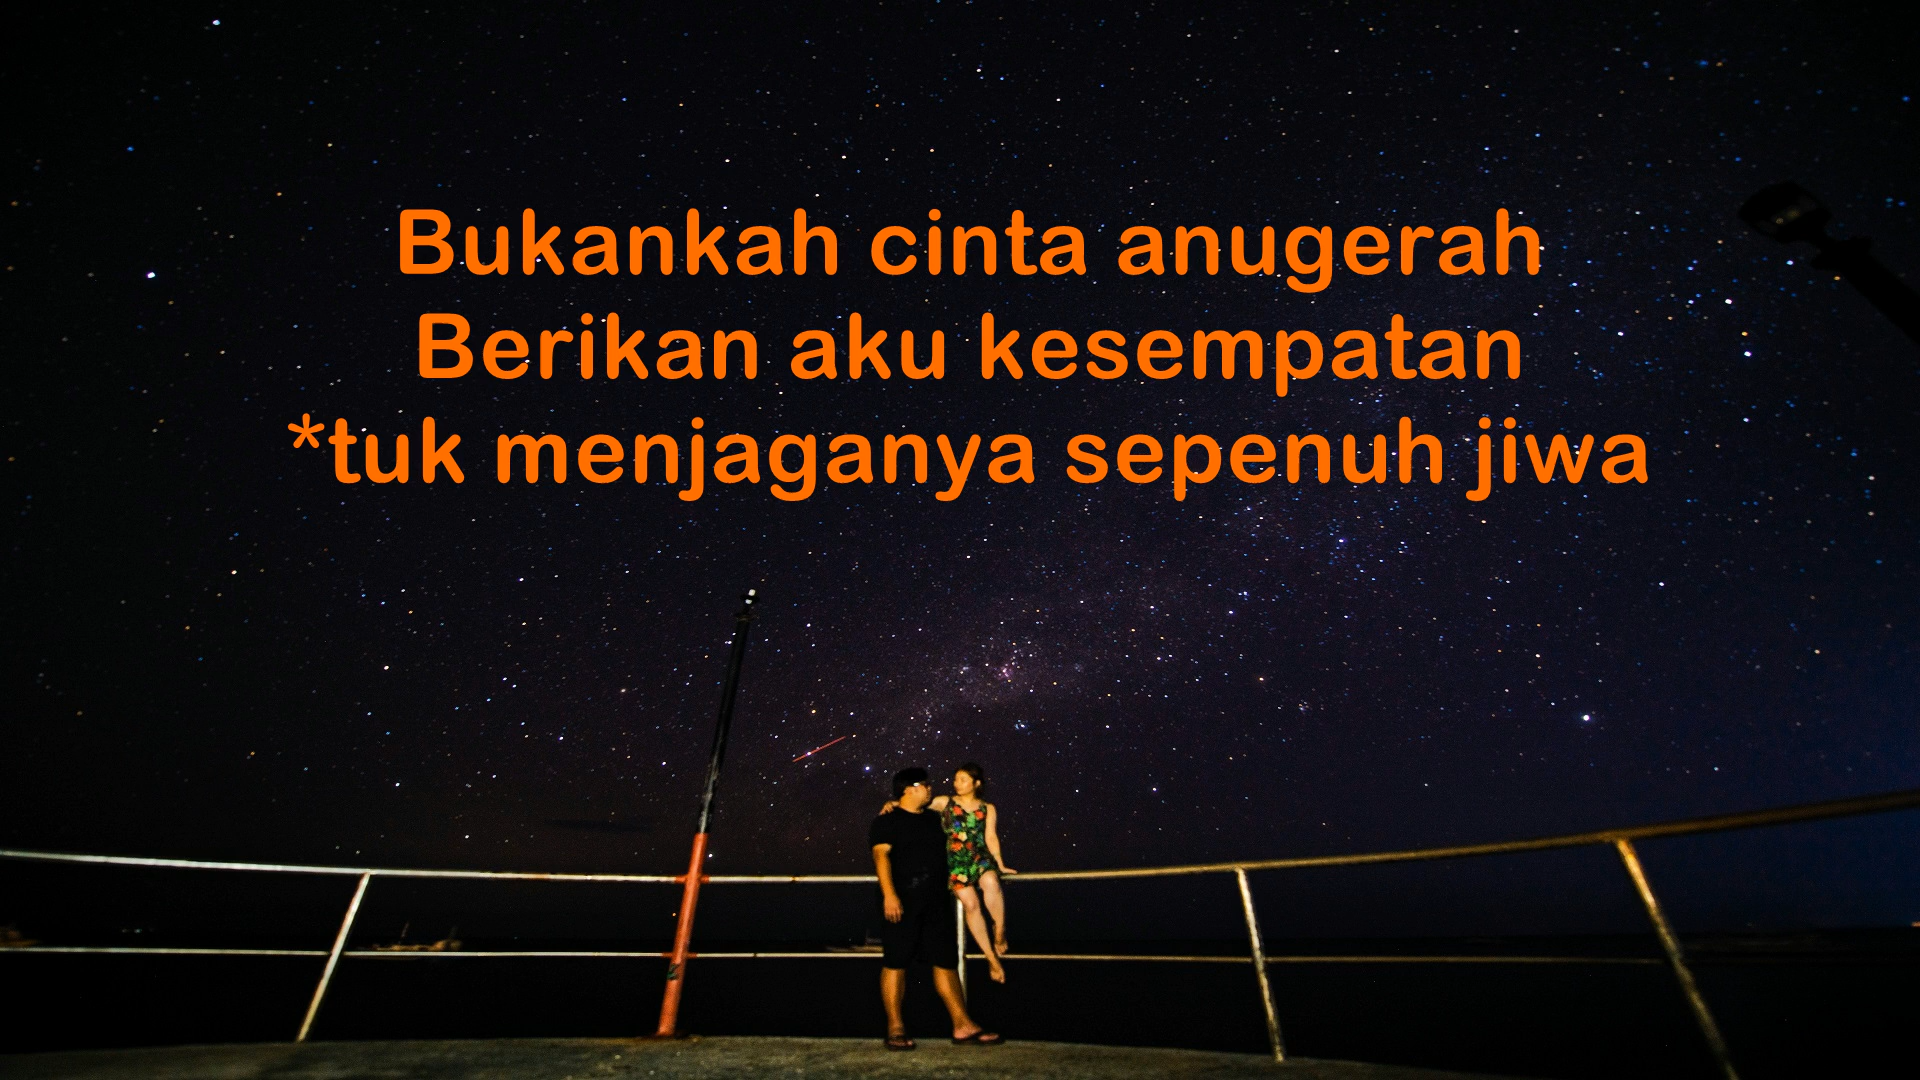 Bukankah cinta anugerah
Berikan aku kesempatan
*tuk menjaganya sepenuh jiwa